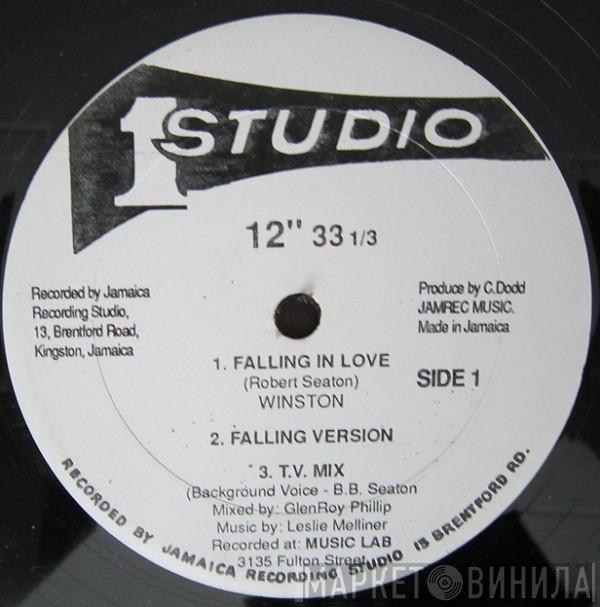 1 STUDIO
12" 33 1/3
Recorded by Jamaica
Recording Studio,
13, Brentford Road,
Kingston, Jamaica
Produce by C.Dodd
JAMREC MUSIC.
Made in Jamaica
1. FALLING IN LOVE
(Robert Seaton)
WINSTON
SIDE 1
2. FALLING VERSION
3. T.V. MIX
(Background Voice - B.B. Seaton
Mixed by: GlenRoy Phillip
Music by: Leslie Melliner
Recorded at: MUSIC LAB
3135 Fulton Street
RECORDED BY JAMAICA RECORDING STUDIO 13 BRENTFORD RD.
МАРКЕТ ВИНИЛА